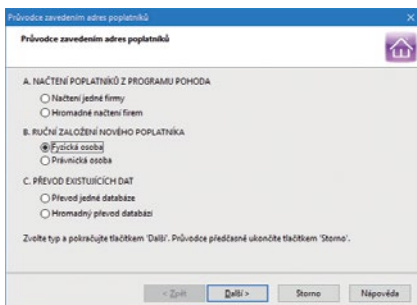 Průvodce zavedením adres poplatníků
Průvodce zavedením adres poplatníků
A. NAČTENÍ POPLATNÍKŮ Z PROGRAMU POHODA
Načtení jedné firmy
Hromadné načtení firem
B. RUČNÍ ZALOŽENÍ NOVÉHO POPLATNÍKA
Fyzická osoba
Právnická osoba
C. PŘEVOD EXISTUJÍCÍCH DAT
Převod jedné databáze
Hromadný převod databází
Zvolte typ a pokračujte tlačítkem 'Další'. Průvodce předčasně ukončíte tlačítkem 'Storno'.
< Zpět Další > Storno Nápověda